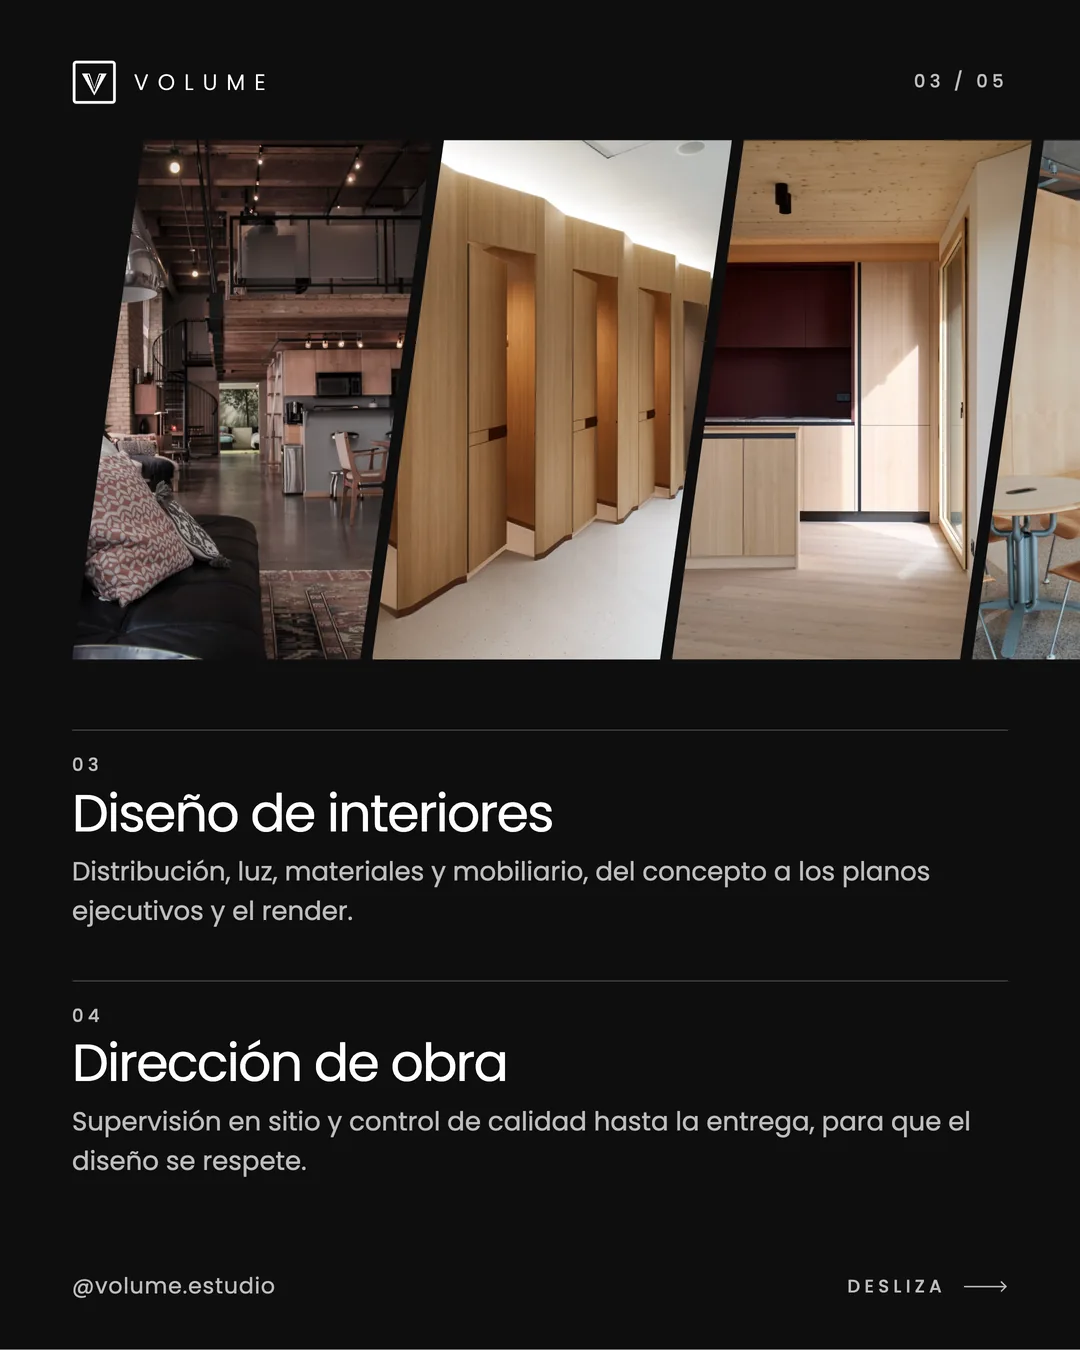 V VOLUME
03 / 05
03
Diseño de interiores
Distribución, luz, materiales y mobiliario, del concepto a los planos
ejecutivos y el render.
04
Dirección de obra
Supervisión en sitio y control de calidad hasta la entrega, para que el
diseño se respete.
@volume.estudio
DESLIZA